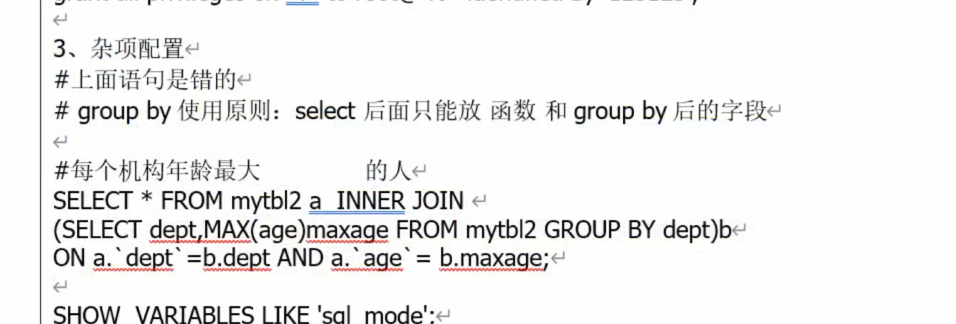 3、杂项配置
#上面语句是错的
# group by 使用原则：select 后面只能放 函数 和 group by 后的字段
#每个机构年龄最大 的人
SELECT * FROM mytbl2 a INNER JOIN
(SELECT dept,MAX(age)maxage FROM mytbl2 GROUP BY dept)b
ON a.`dept`=b.dept AND a.`age`= b.maxage;
SHOW VARIABLES LIKE 'sql_mode';